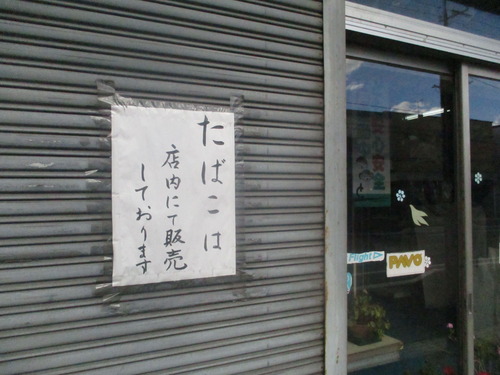 たばこは
店内にて販売
しております
Flight
PAVO